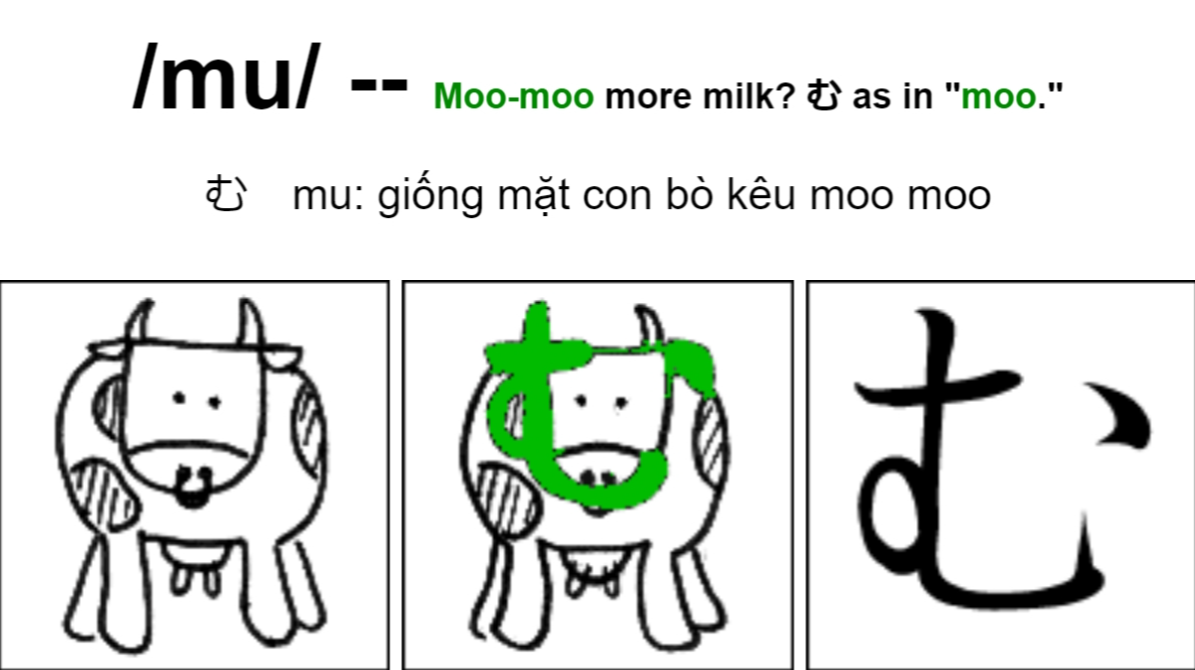 /mu/ -- Moo-moo more milk? む as in "moo."
む　mu: giống mặt con bò kêu moo moo
む